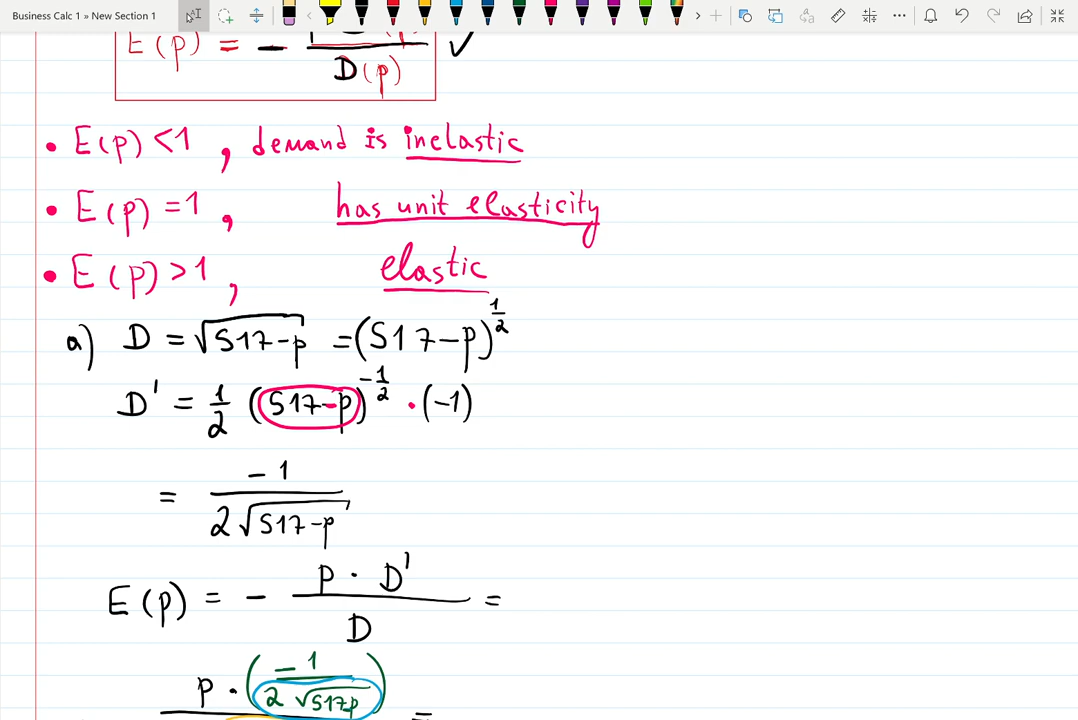 Business Calc 1 » New Section 1
E(p) = -
D(p)
• E(p) <1 , demand is inelastic
• E(p) =1 , has unit elasticity
• E(p) >1 , elastic
a) D = √517-p = (517-p)^1/2
D' = 1/2 (517-p)^-1/2 · (-1)
= -1 / 2√517-p
E(p) = - p · D' / D =
p · (-1 / 2√517p) =